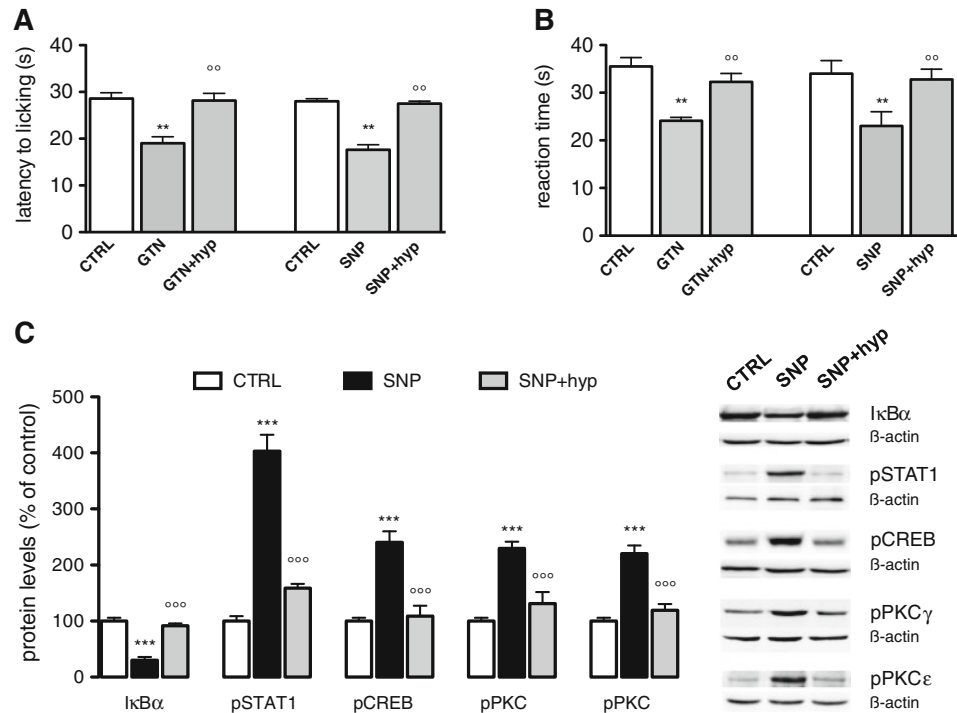 A
latency to licking (s)
40
30
20
10
0
**
°°
**
°°
CTRL
GTN
GTN+hyp
CTRL
SNP
SNP+hyp
B
reaction time (s)
40
30
20
10
0
**
°°
**
°°
CTRL
GTN
GTN+hyp
CTRL
SNP
SNP+hyp
C
CTRL
SNP
SNP+hyp
protein levels (% of control)
500
400
300
200
100
0
***
°°°
***
°°°
***
°°°
***
°°°
***
°°°
IκBα
pSTAT1
pCREB
pPKC
pPKC
CTRL
SNP
SNP+hyp
IκBα
ß-actin
pSTAT1
ß-actin
pCREB
ß-actin
pPKCγ
ß-actin
pPKCε
ß-actin